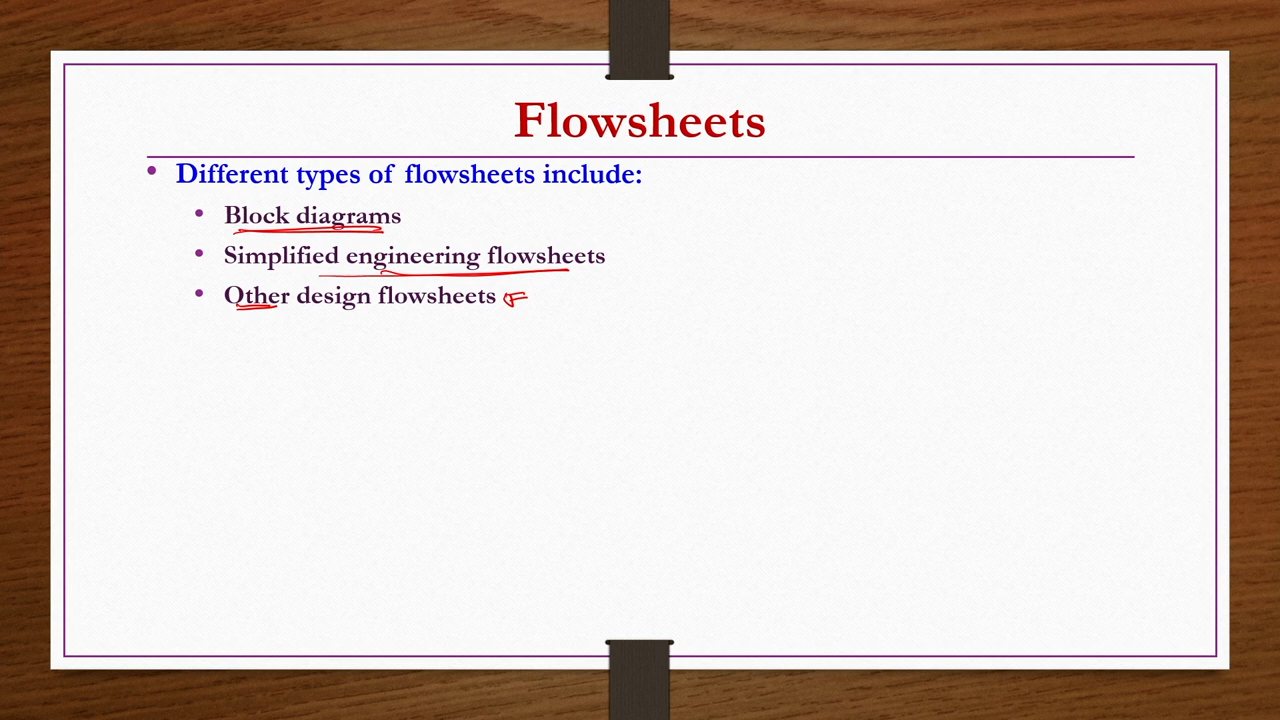 Flowsheets
• Different types of flowsheets include:
• Block diagrams
• Simplified engineering flowsheets
• Other design flowsheets